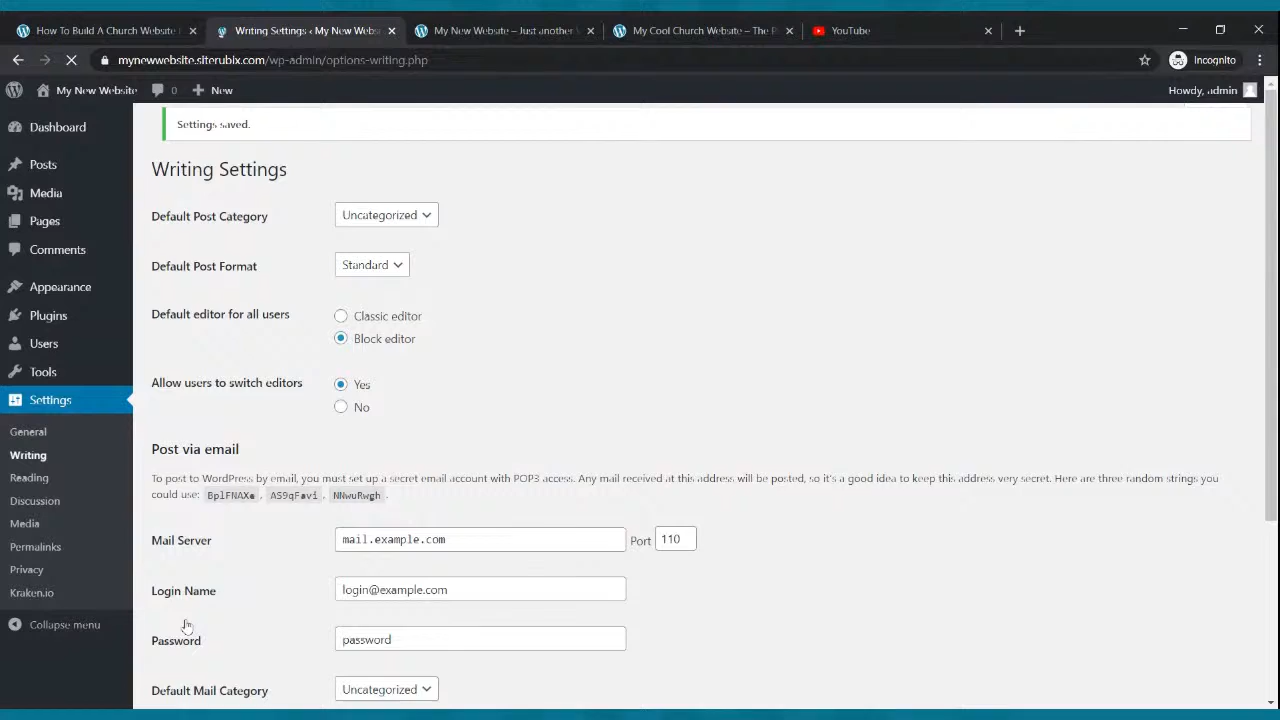 How To Build A Church Website
Writing Settings ‹ My New Webs
My New Website – Just another
My Cool Church Website – The
YouTube
mynewwebsite.siterubix.com/wp-admin/options-writing.php
Incognito
My New Website
0
New
Howdy, admin
Dashboard
Posts
Media
Pages
Comments
Appearance
Plugins
Users
Tools
Settings
General
Writing
Reading
Discussion
Media
Permalinks
Privacy
Kraken.io
Collapse menu
Settings saved.
Writing Settings
Default Post Category
Uncategorized
Default Post Format
Standard
Default editor for all users
Classic editor
Block editor
Allow users to switch editors
Yes
No
Post via email
To post to WordPress by email, you must set up a secret email account with POP3 access. Any mail received at this address will be posted, so it's a good idea to keep this address very secret. Here are three random strings you
could use: BplFNAXa , AS9qFavi , NNwuRwgh .
Mail Server
mail.example.com
Port 110
Login Name
login@example.com
Password
password
Default Mail Category
Uncategorized